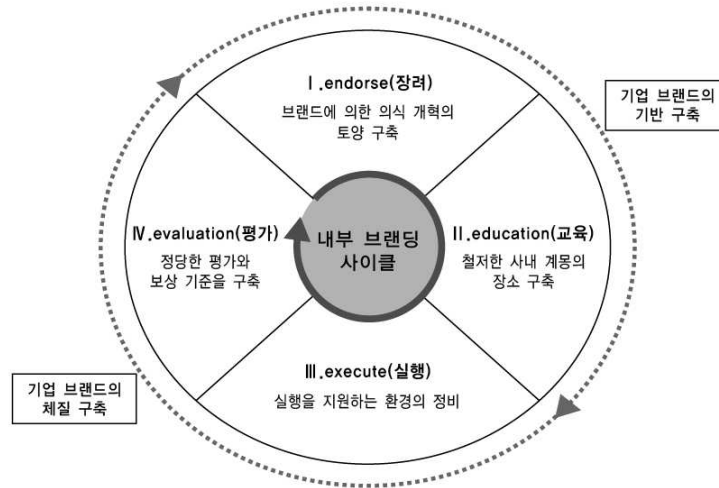 Ⅰ.endorse(장려)
브랜드에 의한 의식 개혁의
토양 구축
기업 브랜드의
기반 구축
Ⅳ.evaluation(평가)
정당한 평가와
보상 기준을 구축
내부 브랜딩
사이클
Ⅱ.education(교육)
철저한 사내 계몽의
장소 구축
Ⅲ.execute(실행)
실행을 지원하는 환경의 정비
기업 브랜드의
체질 구축